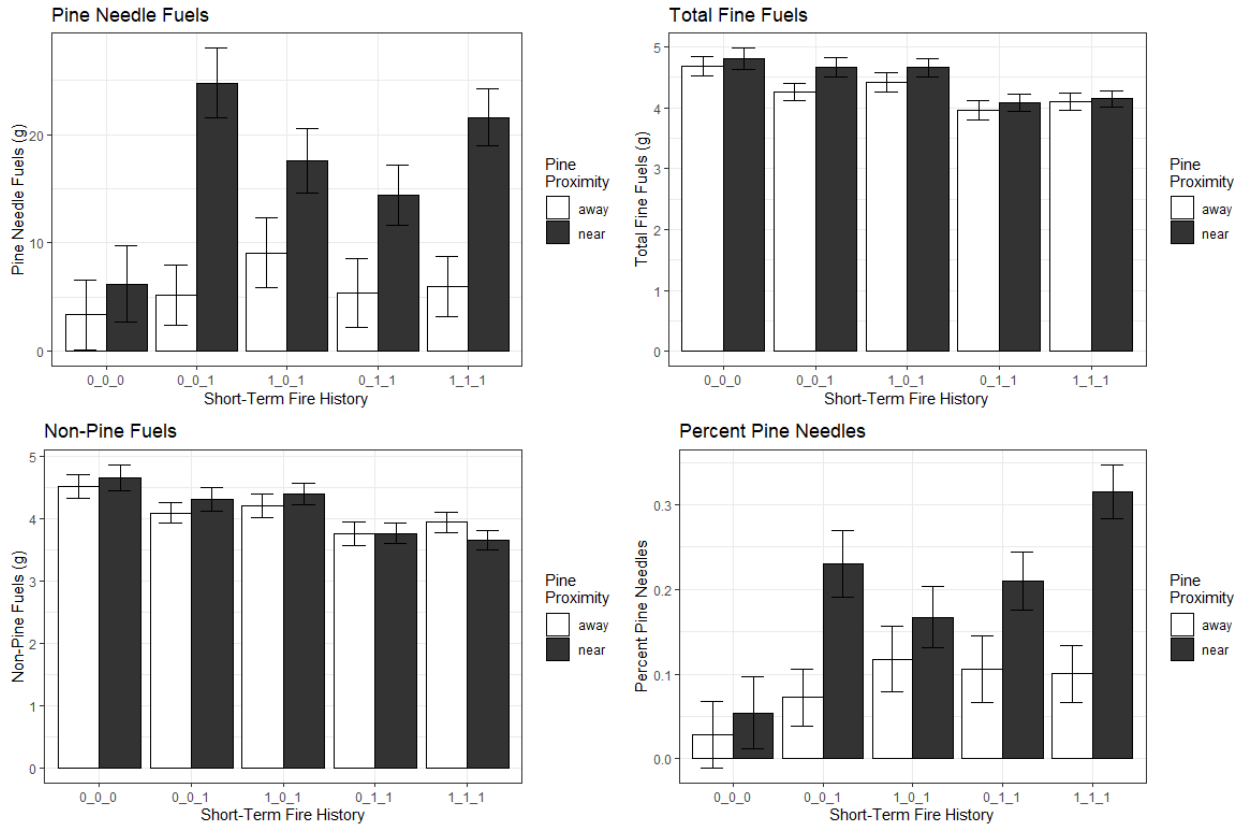 Pine Needle Fuels
Pine Needle Fuels (g)
20
10
0
0_0_0
0_0_1
1_0_1
0_1_1
1_1_1
Short-Term Fire History
Pine
Proximity
away
near
Total Fine Fuels
Total Fine Fuels (g)
5
4
3
2
1
0
0_0_0
0_0_1
1_0_1
0_1_1
1_1_1
Short-Term Fire History
Pine
Proximity
away
near
Non-Pine Fuels
Non-Pine Fuels (g)
5
4
3
2
1
0
0_0_0
0_0_1
1_0_1
0_1_1
1_1_1
Short-Term Fire History
Pine
Proximity
away
near
Percent Pine Needles
Percent Pine Needles
0.3
0.2
0.1
0.0
0_0_0
0_0_1
1_0_1
0_1_1
1_1_1
Short-Term Fire History
Pine
Proximity
away
near